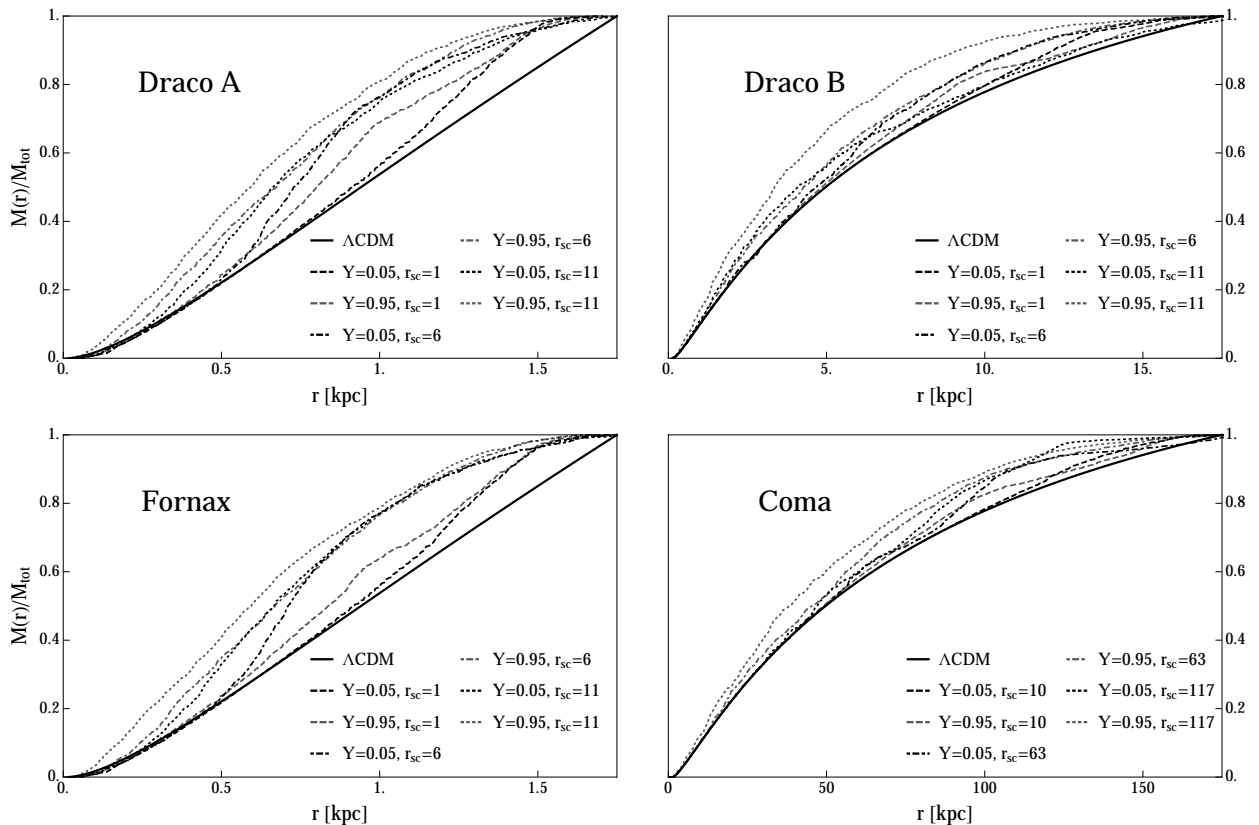 1.
0.8
0.6
0.4
0.2
0.
M(r)/M_tot
Draco A
ΛCDM
Y=0.05, r_sc=1
Y=0.95, r_sc=1
Y=0.05, r_sc=6
Y=0.95, r_sc=6
Y=0.05, r_sc=11
Y=0.95, r_sc=11
0. 0.5 1. 1.5
r [kpc]
Draco B
ΛCDM
Y=0.05, r_sc=1
Y=0.95, r_sc=1
Y=0.05, r_sc=6
Y=0.95, r_sc=6
Y=0.05, r_sc=11
Y=0.95, r_sc=11
1.
0.8
0.6
0.4
0.2
0.
0. 5. 10. 15.
r [kpc]
1.
0.8
0.6
0.4
0.2
0.
M(r)/M_tot
Fornax
ΛCDM
Y=0.05, r_sc=1
Y=0.95, r_sc=1
Y=0.05, r_sc=6
Y=0.95, r_sc=6
Y=0.05, r_sc=11
Y=0.95, r_sc=11
0. 0.5 1. 1.5
r [kpc]
Coma
ΛCDM
Y=0.05, r_sc=10
Y=0.95, r_sc=10
Y=0.05, r_sc=63
Y=0.95, r_sc=63
Y=0.05, r_sc=117
Y=0.95, r_sc=117
1.
0.8
0.6
0.4
0.2
0.
0 50 100 150
r [kpc]